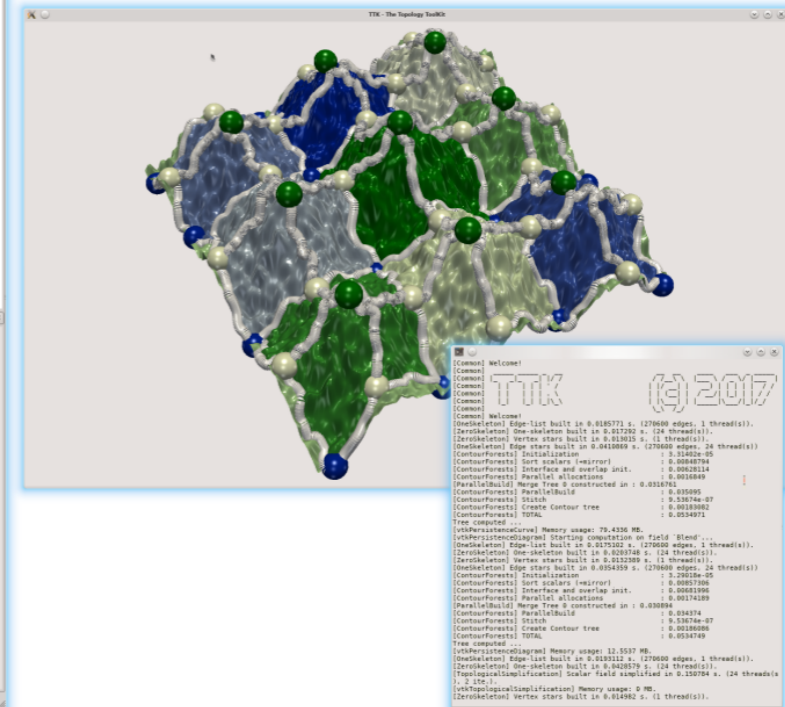 TTK - The Topology ToolKit
[Common] Welcome!
[Common]
[Common]
[Common]
[Common]
[Common]
[Common]
[Common]
TTK (c) 2017
[Common] Welcome!
[OneSkeleton] Edge-list built in 0.0185771 s. (270600 edges, 1 thread(s)).
[ZeroSkeleton] One-skeleton built in 0.017292 s. (24 thread(s)).
[ZeroSkeleton] Vertex stars built in 0.013015 s. (1 thread(s)).
[OneSkeleton] Edge stars built in 0.0410869 s. (270600 edges, 24 thread(s))
[ContourForests] Initialization : 3.31402e-05
[ContourForests] Sort scalars (+mirror) : 0.00848794
[ContourForests] Interface and overlap init. : 0.00628114
[ContourForests] Parallel allocations : 0.0016849
[ParallelBuild] Merge Tree 0 constructed in : 0.0316761
[ContourForests] ParallelBuild : 0.035095
[ContourForests] Stitch : 9.53674e-07
[ContourForests] Create Contour tree : 0.00183082
[ContourForests] TOTAL : 0.0534971
Tree computed ...
[vtkPersistenceCurve] Memory usage: 79.4336 MB.
[vtkPersistenceDiagram] Starting computation on field `Blend'...
[OneSkeleton] Edge-list built in 0.0175102 s. (270600 edges, 1 thread(s)).
[ZeroSkeleton] One-skeleton built in 0.0203748 s. (24 thread(s)).
[ZeroSkeleton] Vertex stars built in 0.0132389 s. (1 thread(s)).
[OneSkeleton] Edge stars built in 0.0354359 s. (270600 edges, 24 thread(s))
[ContourForests] Initialization : 3.29018e-05
[ContourForests] Sort scalars (+mirror) : 0.00857306
[ContourForests] Interface and overlap init. : 0.00681996
[ContourForests] Parallel allocations : 0.00174189
[ParallelBuild] Merge Tree 0 constructed in : 0.030894
[ContourForests] ParallelBuild : 0.034374
[ContourForests] Stitch : 9.53674e-07
[ContourForests] Create Contour tree : 0.00186086
[ContourForests] TOTAL : 0.0534749
Tree computed ...
[vtkPersistenceDiagram] Memory usage: 12.5537 MB.
[OneSkeleton] Edge-list built in 0.0193112 s. (270600 edges, 1 thread(s)).
[ZeroSkeleton] One-skeleton built in 0.0420579 s. (24 thread(s)).
[TopologicalSimplification] Scalar field simplified in 0.150784 s. (24 threads(s
), 2 ite.).
[vtkTopologicalSimplification] Memory usage: 0 MB.
[ZeroSkeleton] Vertex stars built in 0.014982 s. (1 thread(s)).